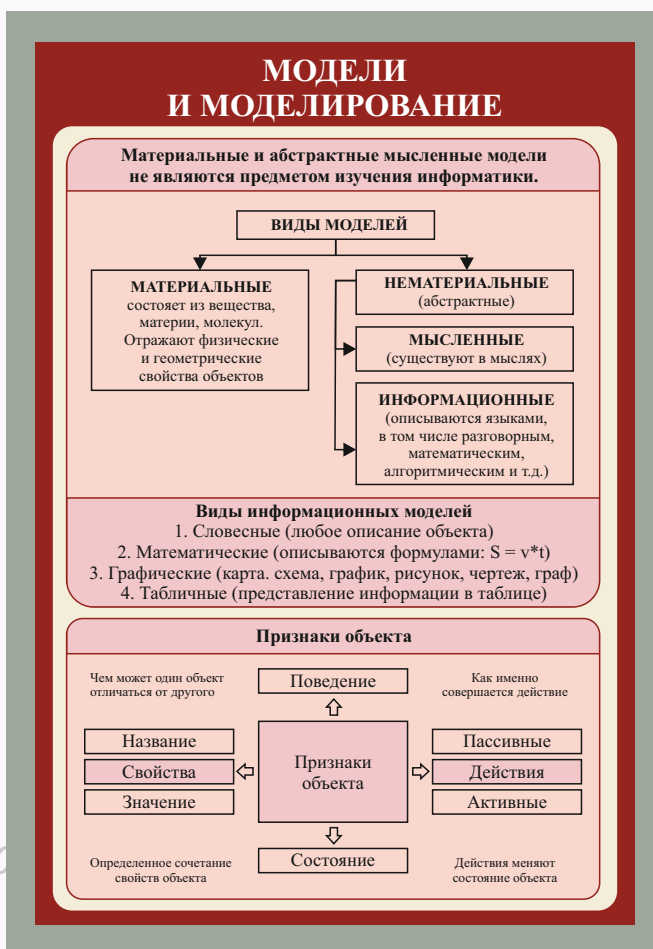 МОДЕЛИ
И МОДЕЛИРОВАНИЕ
Материальные и абстрактные мысленные модели
не являются предметом изучения информатики.
ВИДЫ МОДЕЛЕЙ
МАТЕРИАЛЬНЫЕ
состояет из вещества,
материи, молекул.
Отражают физические
и геометрические
свойства объектов
НЕМАТЕРИАЛЬНЫЕ
(абстрактные)
МЫСЛЕННЫЕ
(существуют в мыслях)
ИНФОРМАЦИОННЫЕ
(описываются языками,
в том числе разговорным,
математическим,
алгоритмическим и т.д.)
Виды информационных моделей
1. Словесные (любое описание объекта)
2. Математические (описываются формулами: S = v*t)
3. Графические (карта. схема, график, рисунок, чертеж, граф)
4. Табличные (представление информации в таблице)
Признаки объекта
Чем может один объект
отличаться от другого
Поведение
Как именно
совершается действие
Название
Свойства
Значение
Признаки
объекта
Пассивные
Действия
Активные
Определенное сочетание
свойств объекта
Состояние
Действия меняют
состояние объекта